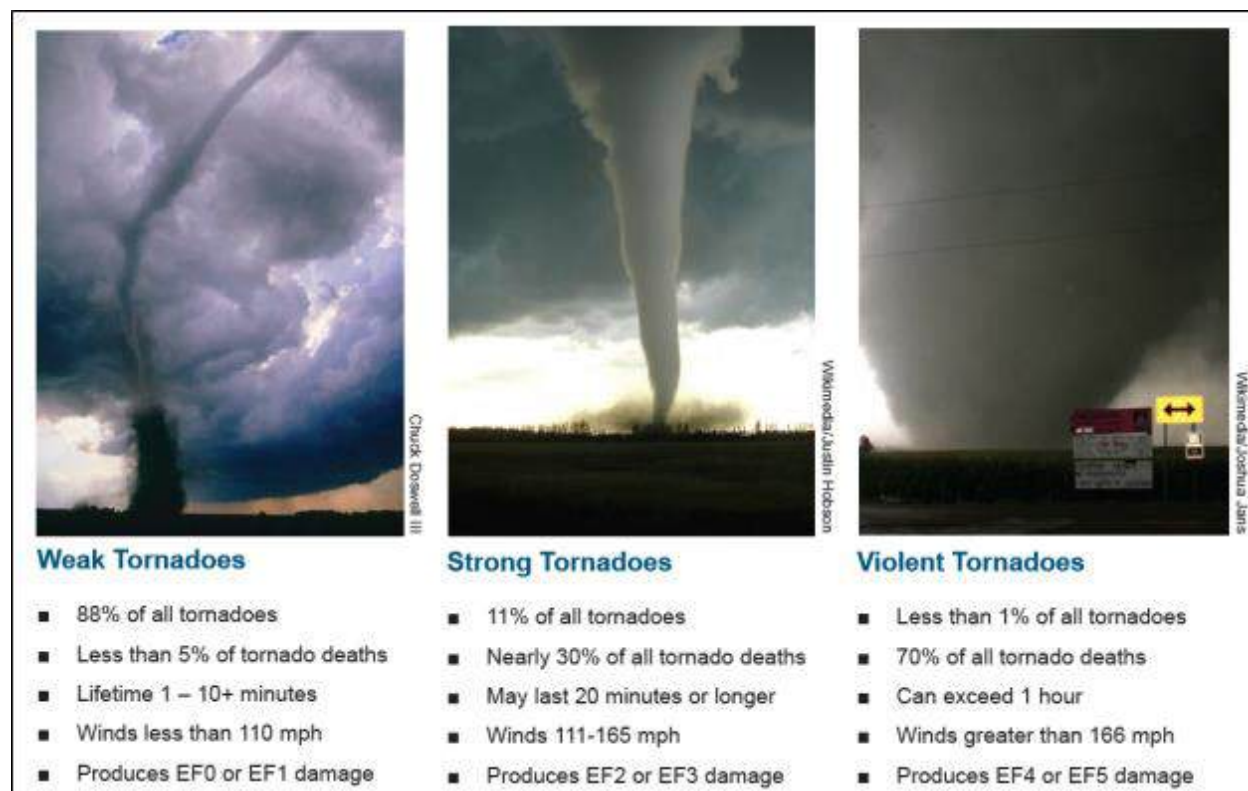 Chuck Doswell III
Wikimedia/Justin Hobson
Wikimedia/Joshua Jans
Weak Tornadoes
■ 88% of all tornadoes
■ Less than 5% of tornado deaths
■ Lifetime 1 – 10+ minutes
■ Winds less than 110 mph
■ Produces EF0 or EF1 damage
Strong Tornadoes
■ 11% of all tornadoes
■ Nearly 30% of all tornado deaths
■ May last 20 minutes or longer
■ Winds 111-165 mph
■ Produces EF2 or EF3 damage
Violent Tornadoes
■ Less than 1% of all tornadoes
■ 70% of all tornado deaths
■ Can exceed 1 hour
■ Winds greater than 166 mph
■ Produces EF4 or EF5 damage